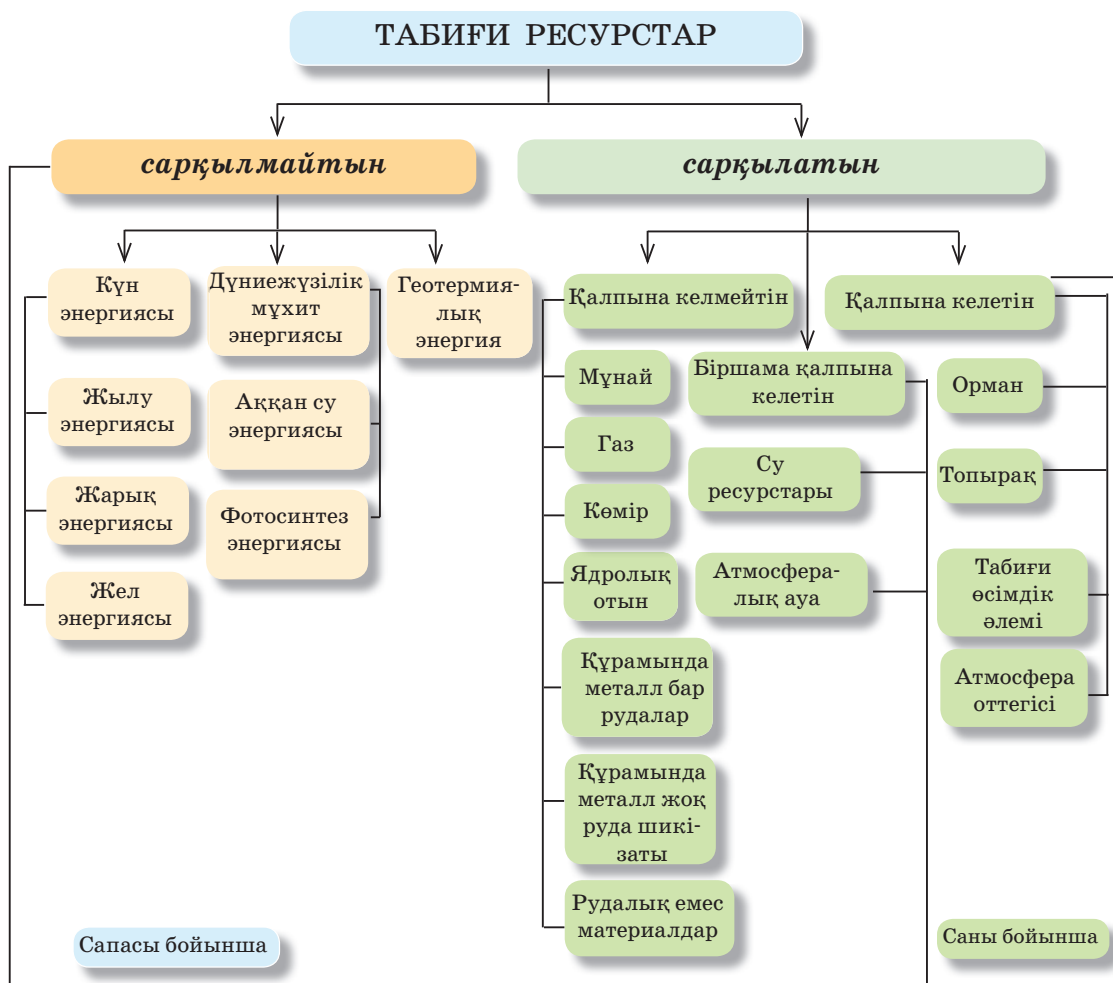 ТАБИҒИ РЕСУРСТАР
сарқылмайтын
сарқылатын
Күн
энергиясы
Жылу
энергиясы
Жарық
энергиясы
Жел
энергиясы
Дүниежүзілік
мұхит
энергиясы
Аққан су
энергиясы
Фотосинтез
энергиясы
Геотермия-
лық
энергия
Қалпына келмейтін
Мұнай
Газ
Көмір
Ядролық
отын
Құрамында
металл бар
рудалар
Құрамында
металл жоқ
руда шикі-
заты
Рудалық емес
материалдар
Біршама қалпына
келетін
Су
ресурстары
Атмосфера-
лық ауа
Қалпына келетін
Орман
Топырақ
Табиғи
өсімдік
әлемі
Атмосфера
оттегісі
Сапасы бойынша
Саны бойынша